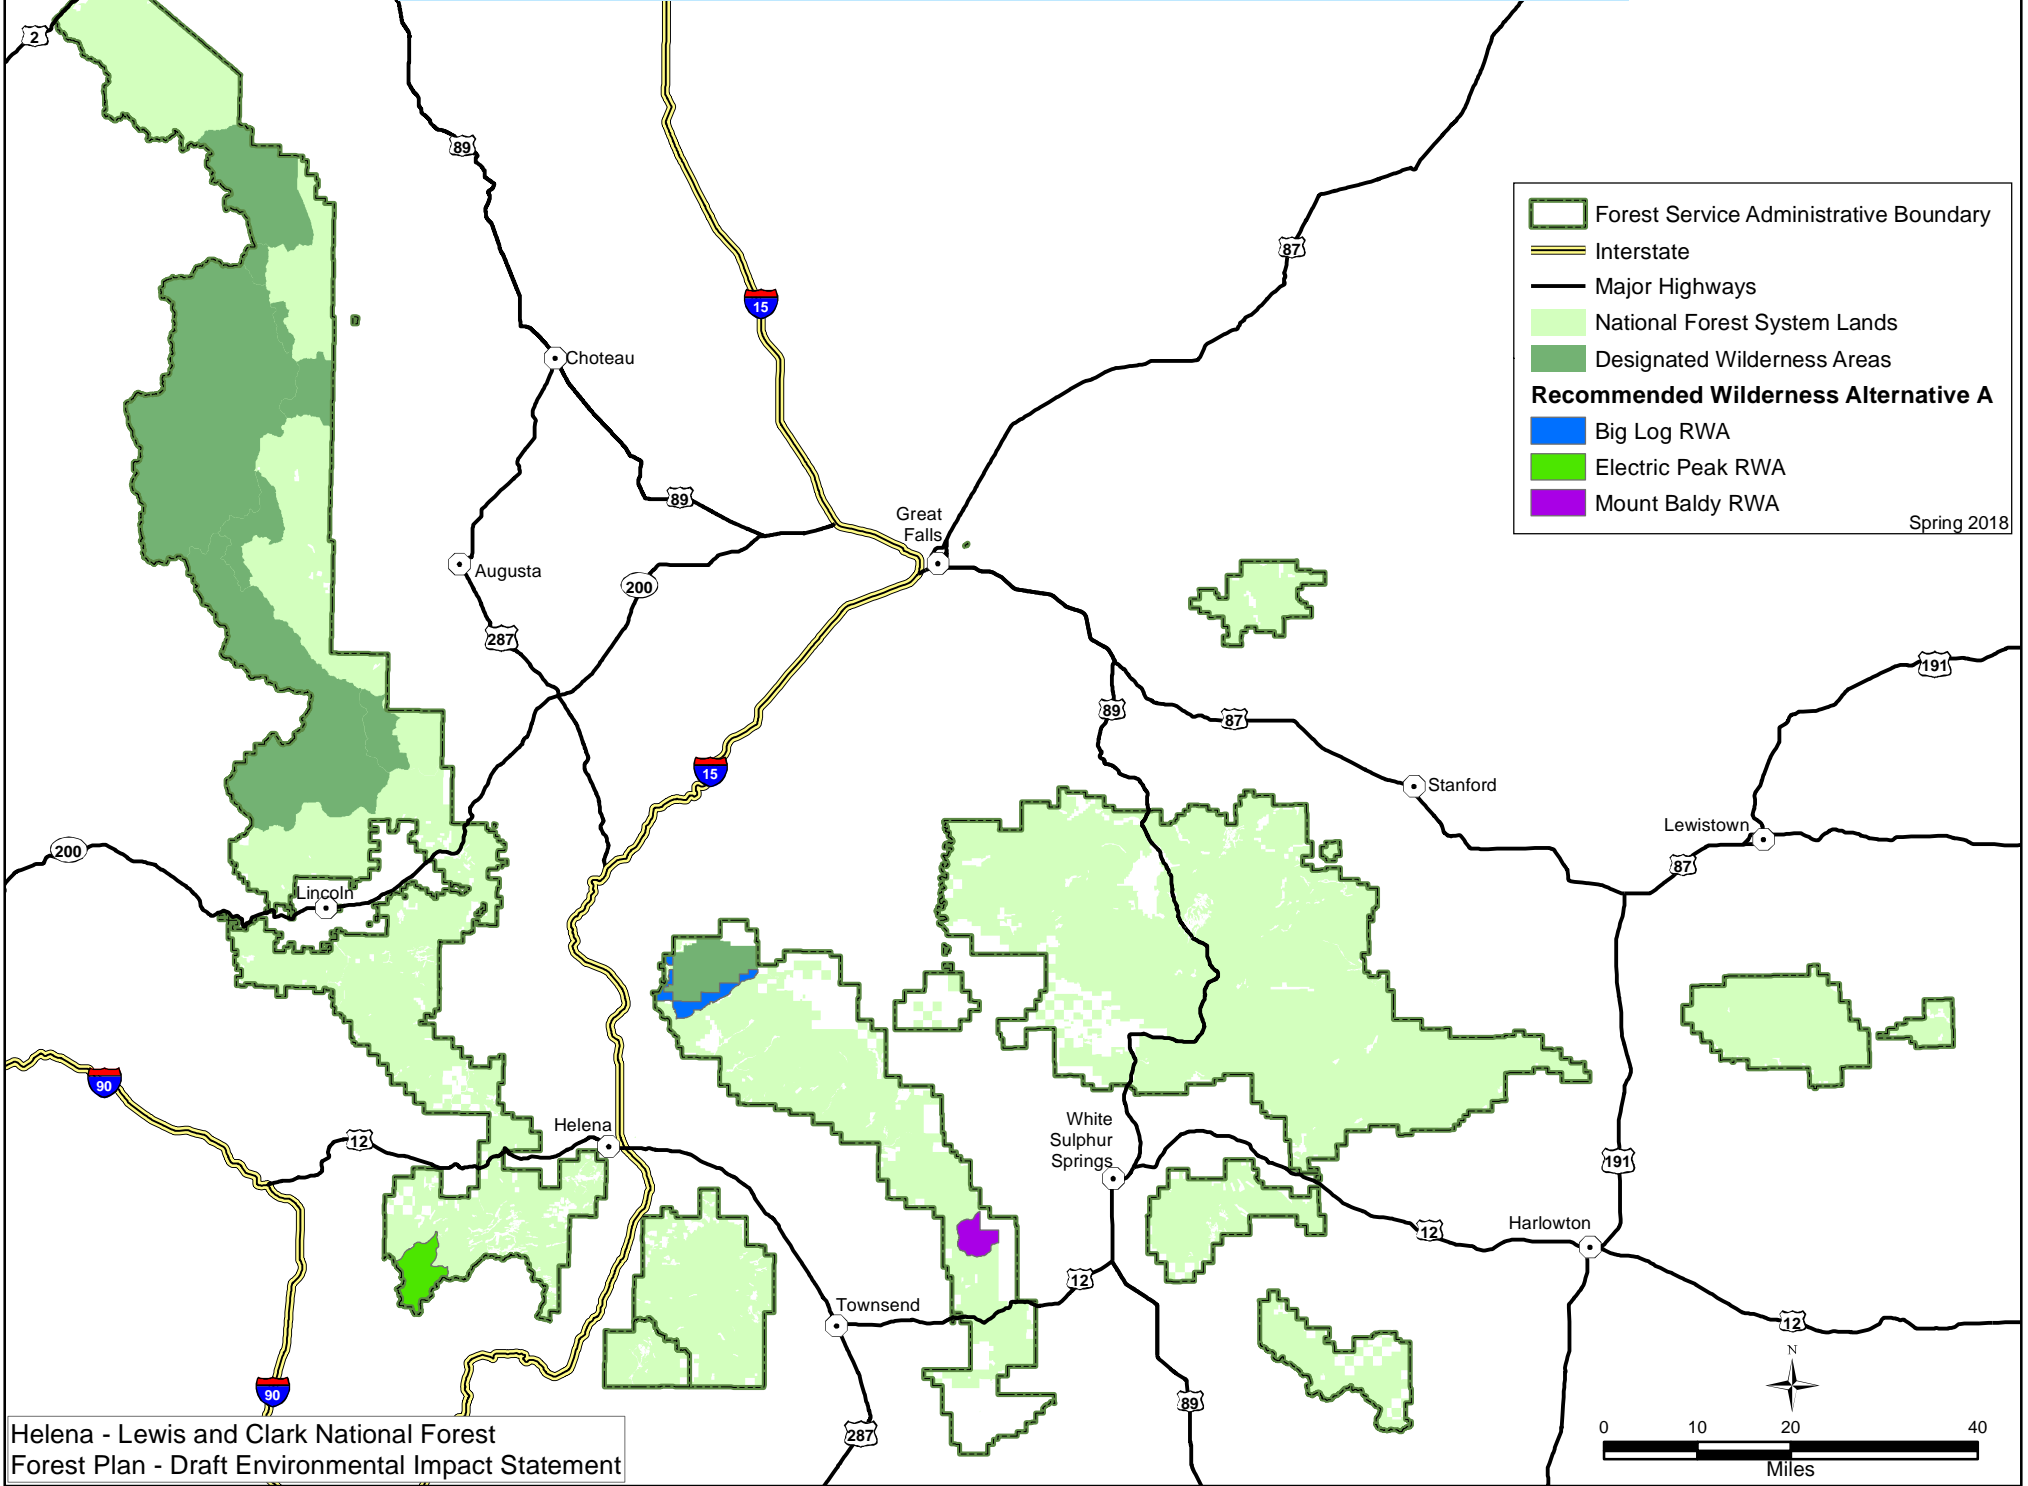 2
89
15
87
Forest Service Administrative Boundary
Interstate
Major Highways
National Forest System Lands
Designated Wilderness Areas
Recommended Wilderness Alternative A
Big Log RWA
Electric Peak RWA
Mount Baldy RWA
Spring 2018
Choteau
89
Great
Falls
Augusta
200
287
191
89
87
15
Stanford
Lewistown
87
200
Lincoln
90
Helena
12
White
Sulphur
Springs
191
12
Harlowton
12
Townsend
12
N
90
89
287
0 10 20 40
Miles
Helena - Lewis and Clark National Forest
Forest Plan - Draft Environmental Impact Statement